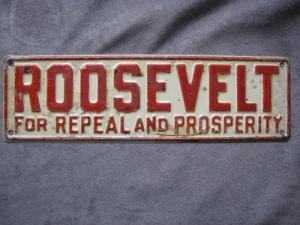 ROOSEVELT
FOR REPEAL AND PROSPERITY